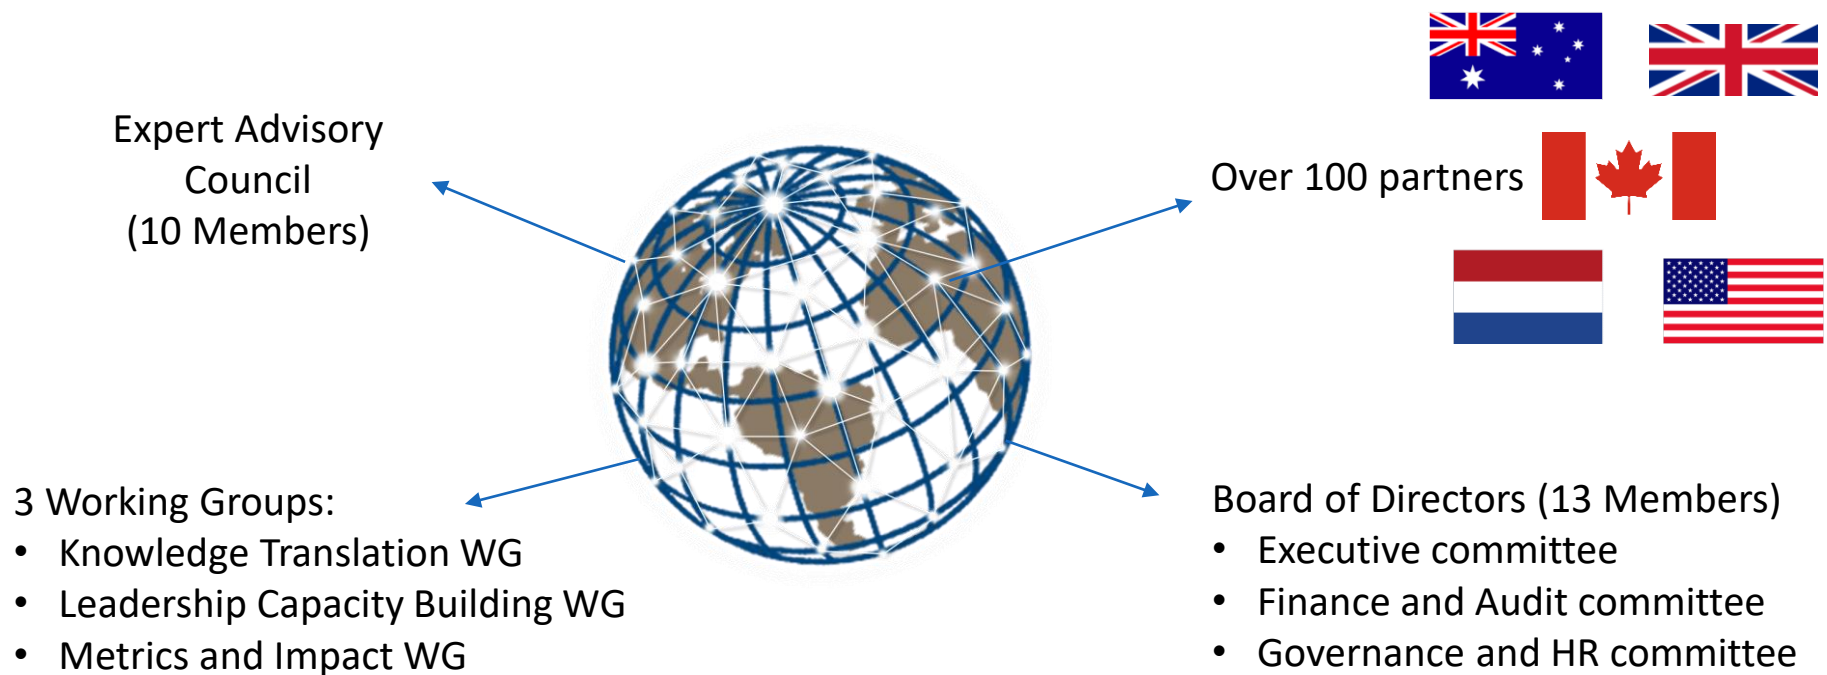 Expert Advisory
Council
(10 Members)
Over 100 partners
3 Working Groups:
• Knowledge Translation WG
• Leadership Capacity Building WG
• Metrics and Impact WG
Board of Directors (13 Members)
• Executive committee
• Finance and Audit committee
• Governance and HR committee